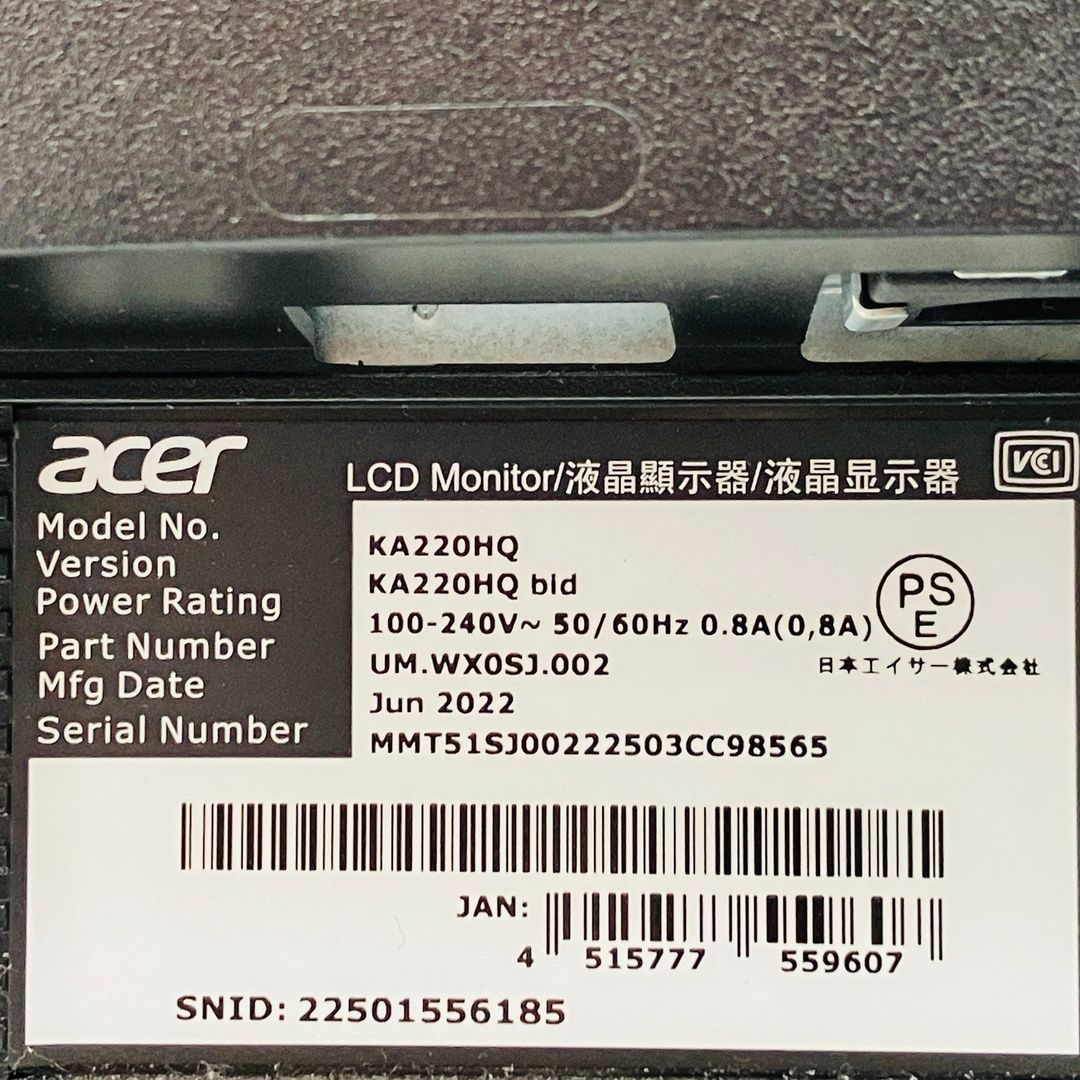 acer
LCD Monitor/液晶顯示器/液晶显示器
VCCI
Model No. KA220HQ
Version KA220HQ bid
Power Rating 100-240V~ 50/60Hz 0.8A(0,8A)
PSE
Part Number UM.WX0SJ.002
日本エイサー株式会社
Mfg Date Jun 2022
Serial Number MMT51SJ00222503CC98565
JAN:
4 515777 559607
SNID: 22501556185